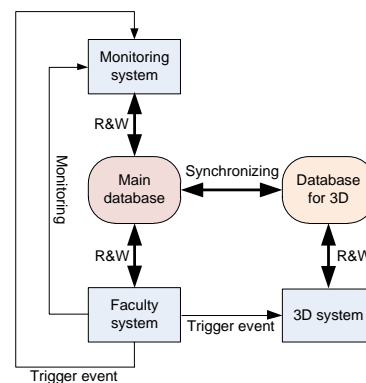 Monitoring
system
R&W
Monitoring
Synchronizing
Main
database
Database
for 3D
R&W
R&W
Faculty
system
Trigger event
3D system
Trigger event